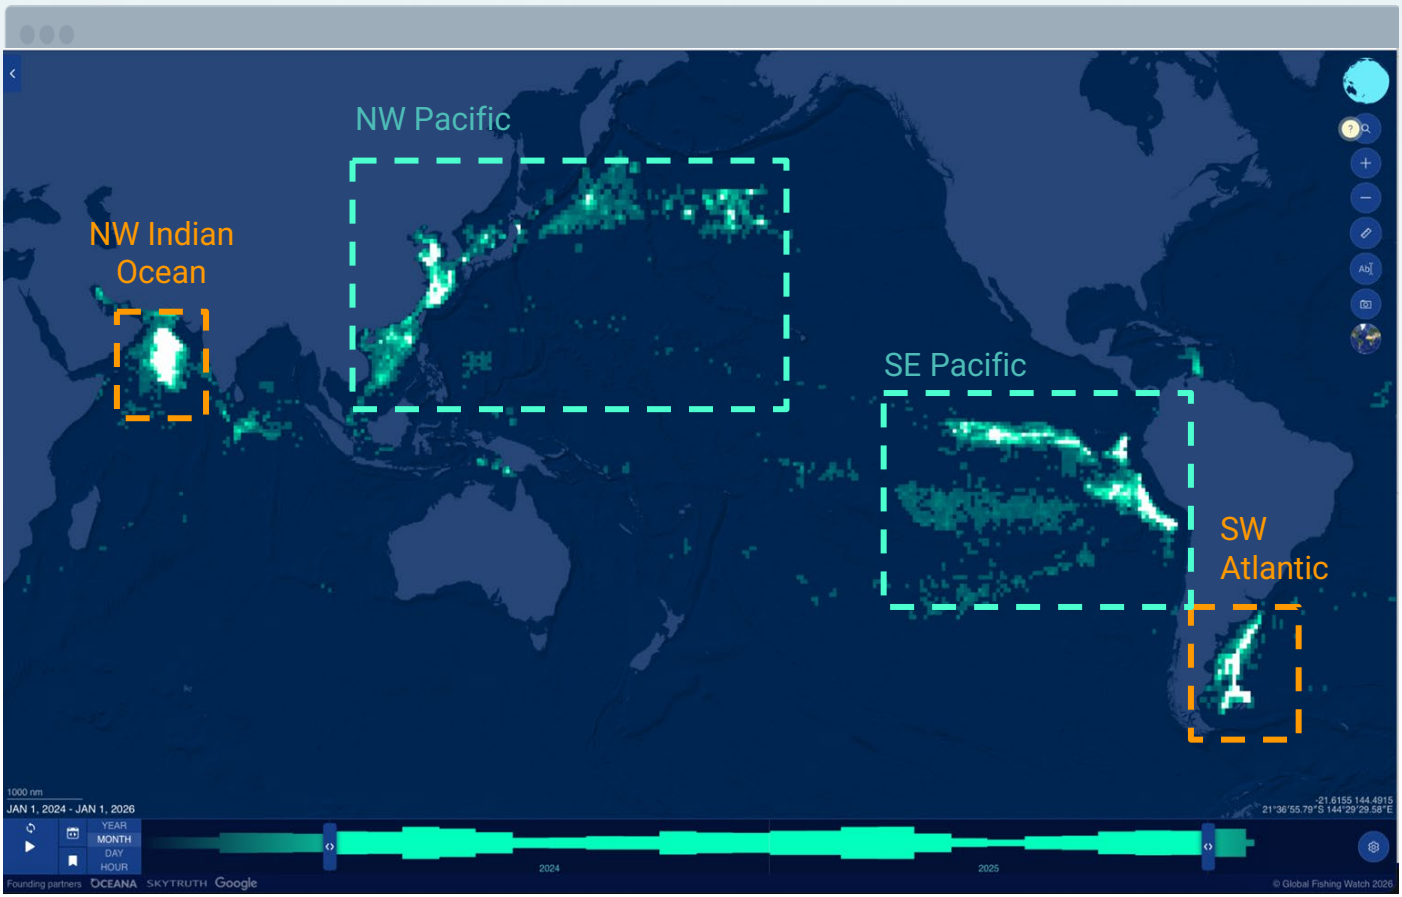 NW Pacific
NW Indian
Ocean
SE Pacific
SW
Atlantic
?
Ab
1000 nm
JAN 1, 2024 - JAN 1, 2026
-21.6155 144.4915
21°36'55.79"S 144°29'29.58"E
YEAR
MONTH
DAY
HOUR
2024
2025
Founding partners OCEANA SKYTRUTH Google
© Global Fishing Watch 2026